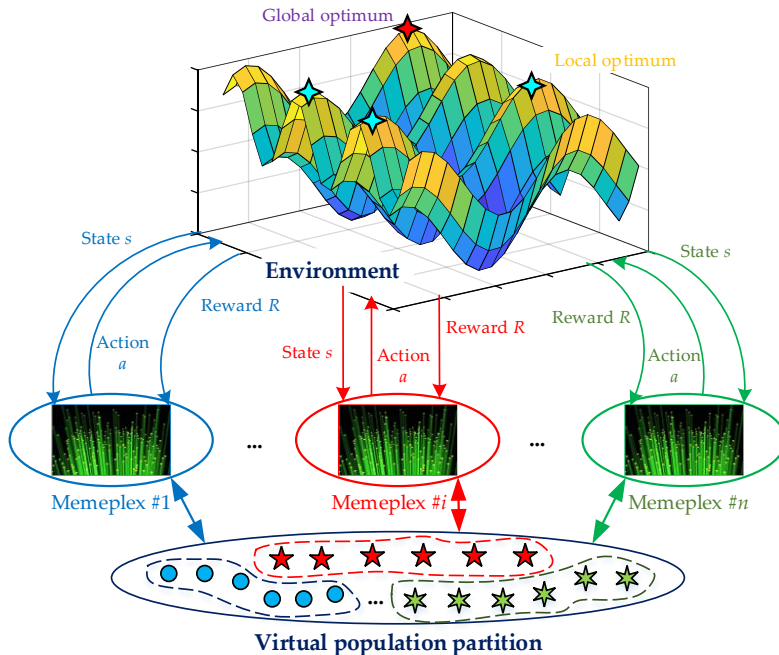 Global optimum
Local optimum
State s
Environment
State s
Reward R
Reward R
Reward R
Action
a
State s
Action
a
Action
a
...
...
Memeplex #1
Memeplex #i
Memeplex #n
...
Virtual population partition